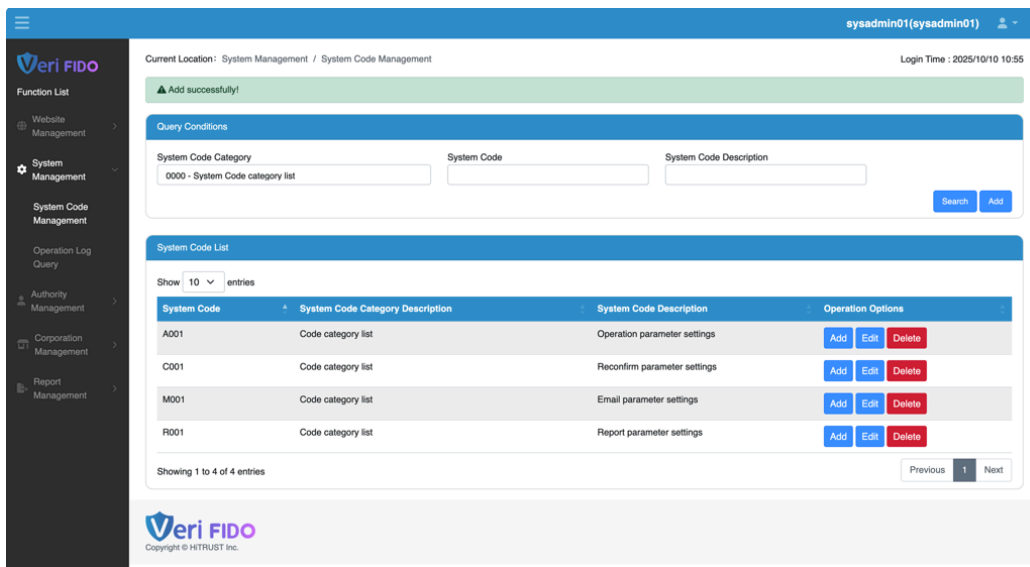 sysadmin01(sysadmin01)
Veri FIDO
Function List
Website
Management
System
Management
System Code
Management
Operation Log
Query
Authority
Management
Corporation
Management
Report
Management
Current Location： System Management / System Code Management
Login Time : 2025/10/10 10:55
Add successfully!
Query Conditions
System Code Category System Code System Code Description
0000 - System Code category list
Search Add
System Code List
Show 10 entries
System Code System Code Category Description System Code Description Operation Options
A001 Code category list Operation parameter settings Add Edit Delete
C001 Code category list Reconfirm parameter settings Add Edit Delete
M001 Code category list Email parameter settings Add Edit Delete
R001 Code category list Report parameter settings Add Edit Delete
Showing 1 to 4 of 4 entries
Previous 1 Next
Veri FIDO
Copyright © HiTRUST Inc.